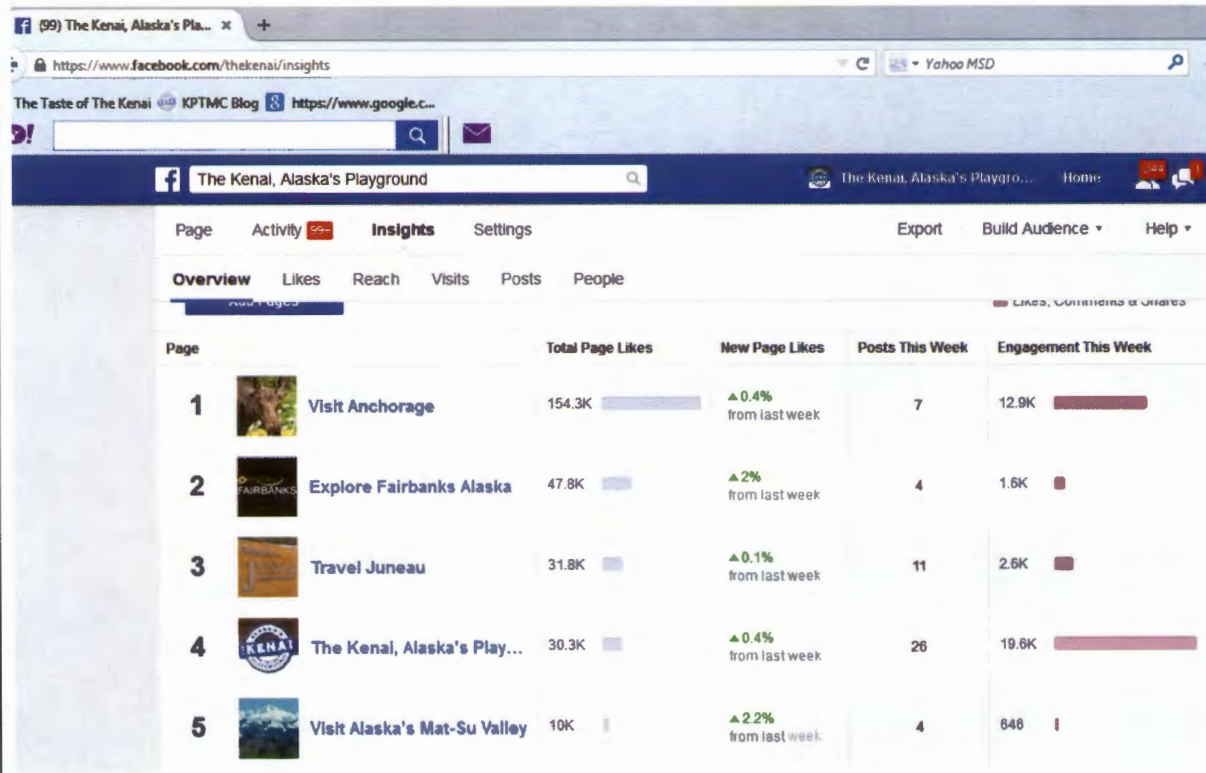 (99) The Kenai, Alaska's Pla... × +
https://www.facebook.com/thekenai/insights
Yahoo MSD
The Taste of The Kenai KPTMC Blog https://www.google.c...
The Kenai, Alaska's Playground
The Kenai, Alaska's Playgro... Home
Page Activity 99+ Insights Settings Export Build Audience Help
Overview Likes Reach Visits Posts People
Add Pages Likes, Comments & Shares
Page Total Page Likes New Page Likes Posts This Week Engagement This Week
1 Visit Anchorage 154.3K ▲0.4% 7 12.9K
from last week
2 FAIRBANKS Explore Fairbanks Alaska 47.8K ▲2% 4 1.6K
from last week
3 Travel Juneau 31.8K ▲0.1% 11 2.6K
from last week
4 KENAI The Kenai, Alaska's Play... 30.3K ▲0.4% 26 19.6K
from last week
5 Visit Alaska's Mat-Su Valley 10K ▲2.2% 4 646
from last week